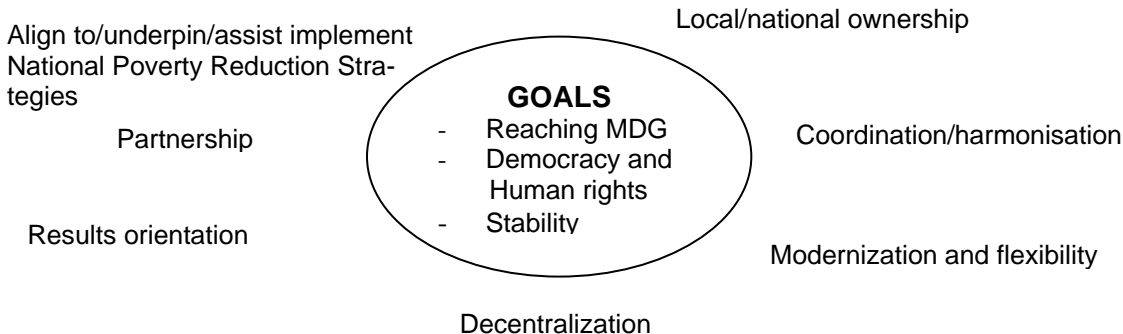 Local/national ownership
Align to/underpin/assist implement
National Poverty Reduction Stra-
tegies
GOALS
- Reaching MDG
- Democracy and
Human rights
- Stability
Partnership
Coordination/harmonisation
Results orientation
Modernization and flexibility
Decentralization